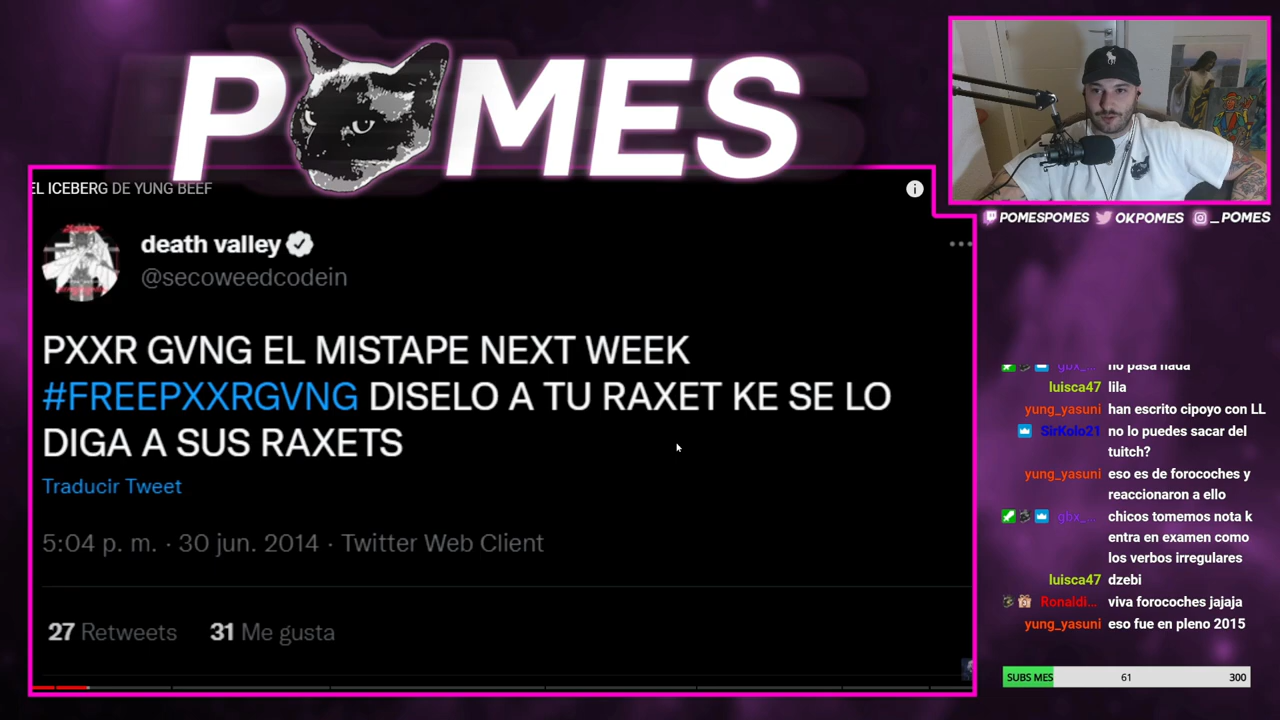 POMES
EL ICEBERG DE YUNG BEEF
death valley
@secoweedcodein
PXXR GVNG EL MISTAPE NEXT WEEK
#FREEPXXRGVNG DISELO A TU RAXET KE SE LO
DIGA A SUS RAXETS
Traducir Tweet
5:04 p. m. · 30 jun. 2014 · Twitter Web Client
27 Retweets 31 Me gusta
POMESPOMES OKPOMES _POMES
gbx_... no pasa nada
luisca47 lila
yung_yasuni han escrito cipoyo con LL
SirKolo21 no lo puedes sacar del
tuitch?
yung_yasuni eso es de forocoches y
reaccionaron a ello
gbx_... chicos tomemos nota k
entra en examen como
los verbos irregulares
luisca47 dzebi
Ronaldi... viva forocoches jajaja
yung_yasuni eso fue en pleno 2015
SUBS MES 61 300